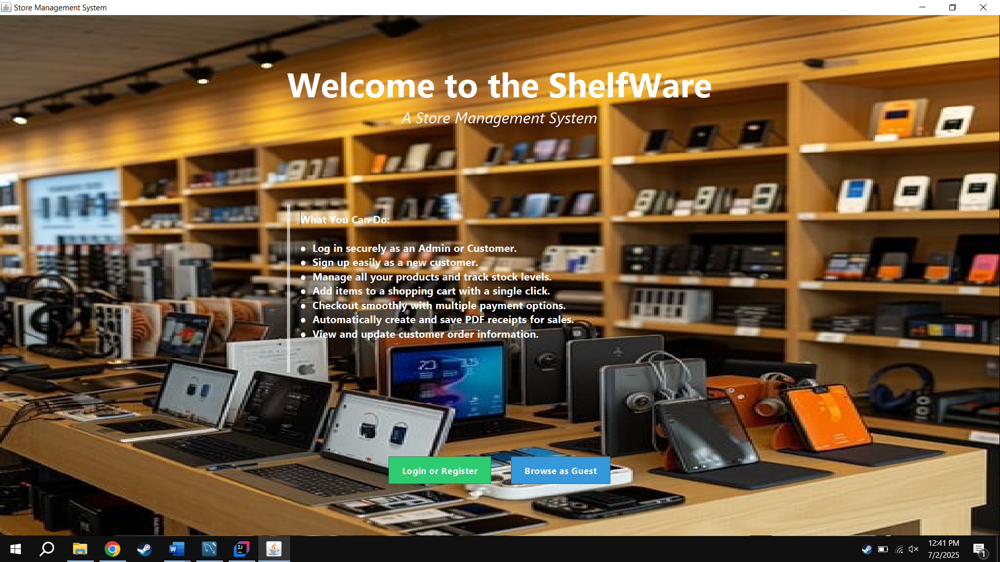 Store Management System
Welcome to the ShelfWare
A Store Management System
What You Can Do:
● Log in securely as an Admin or Customer.
● Sign up easily as a new customer.
● Manage all your products and track stock levels.
● Add items to a shopping cart with a single click.
● Checkout smoothly with multiple payment options.
● Automatically create and save PDF receipts for sales.
● View and update customer order information.
Login or Register
Browse as Guest
12:41 PM
7/2/2025
1